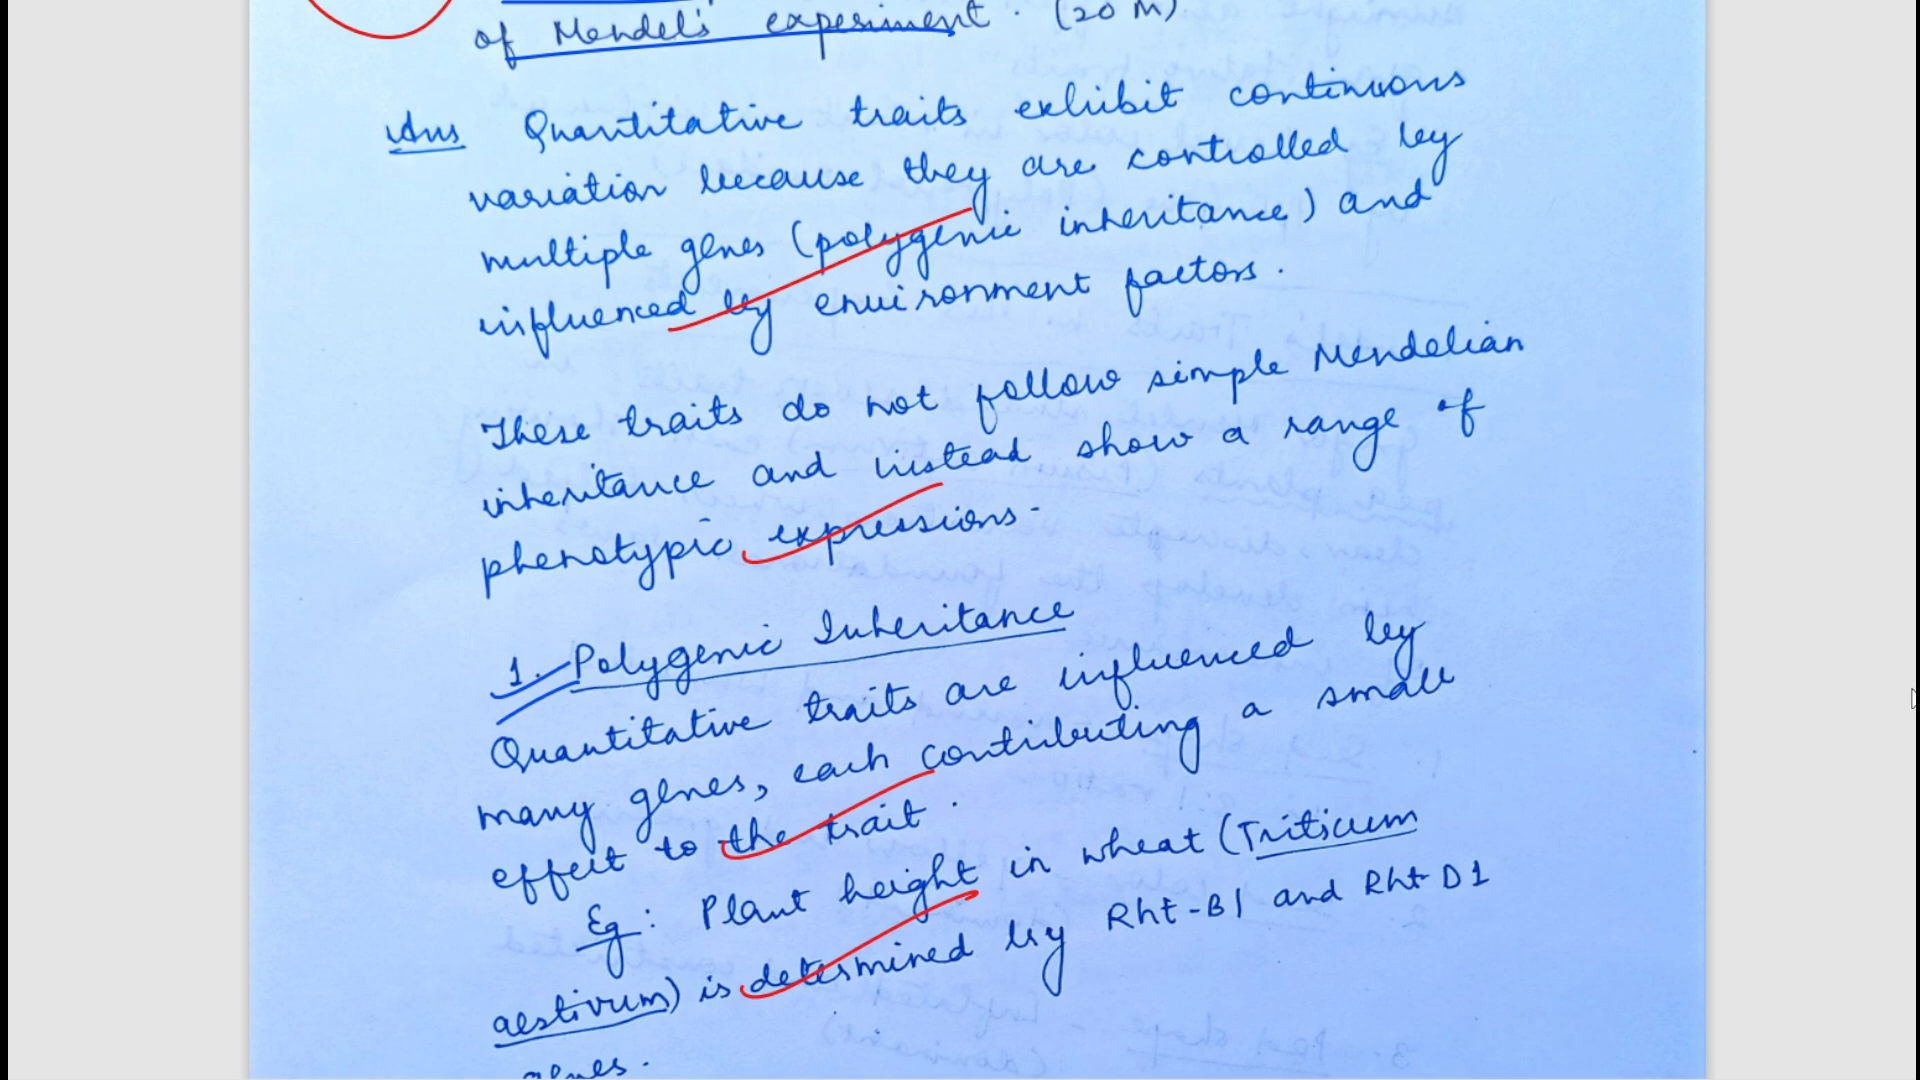 of Mendel's experiment. (20 M)
Ans Quantitative traits exhibit continuous
variation because they are controlled by
multiple genes (polygenic inheritance) and
influenced by environment factors.
These traits do not follow simple Mendelian
inheritance and instead show a range of
phenotypic expressions.
1. Polygenic Inheritance
Quantitative traits are influenced by
many genes, each contributing a small
effect to the trait.
Eg: Plant height in wheat (Triticum
aestivum) is determined by Rht-B1 and Rht-D1
genes.